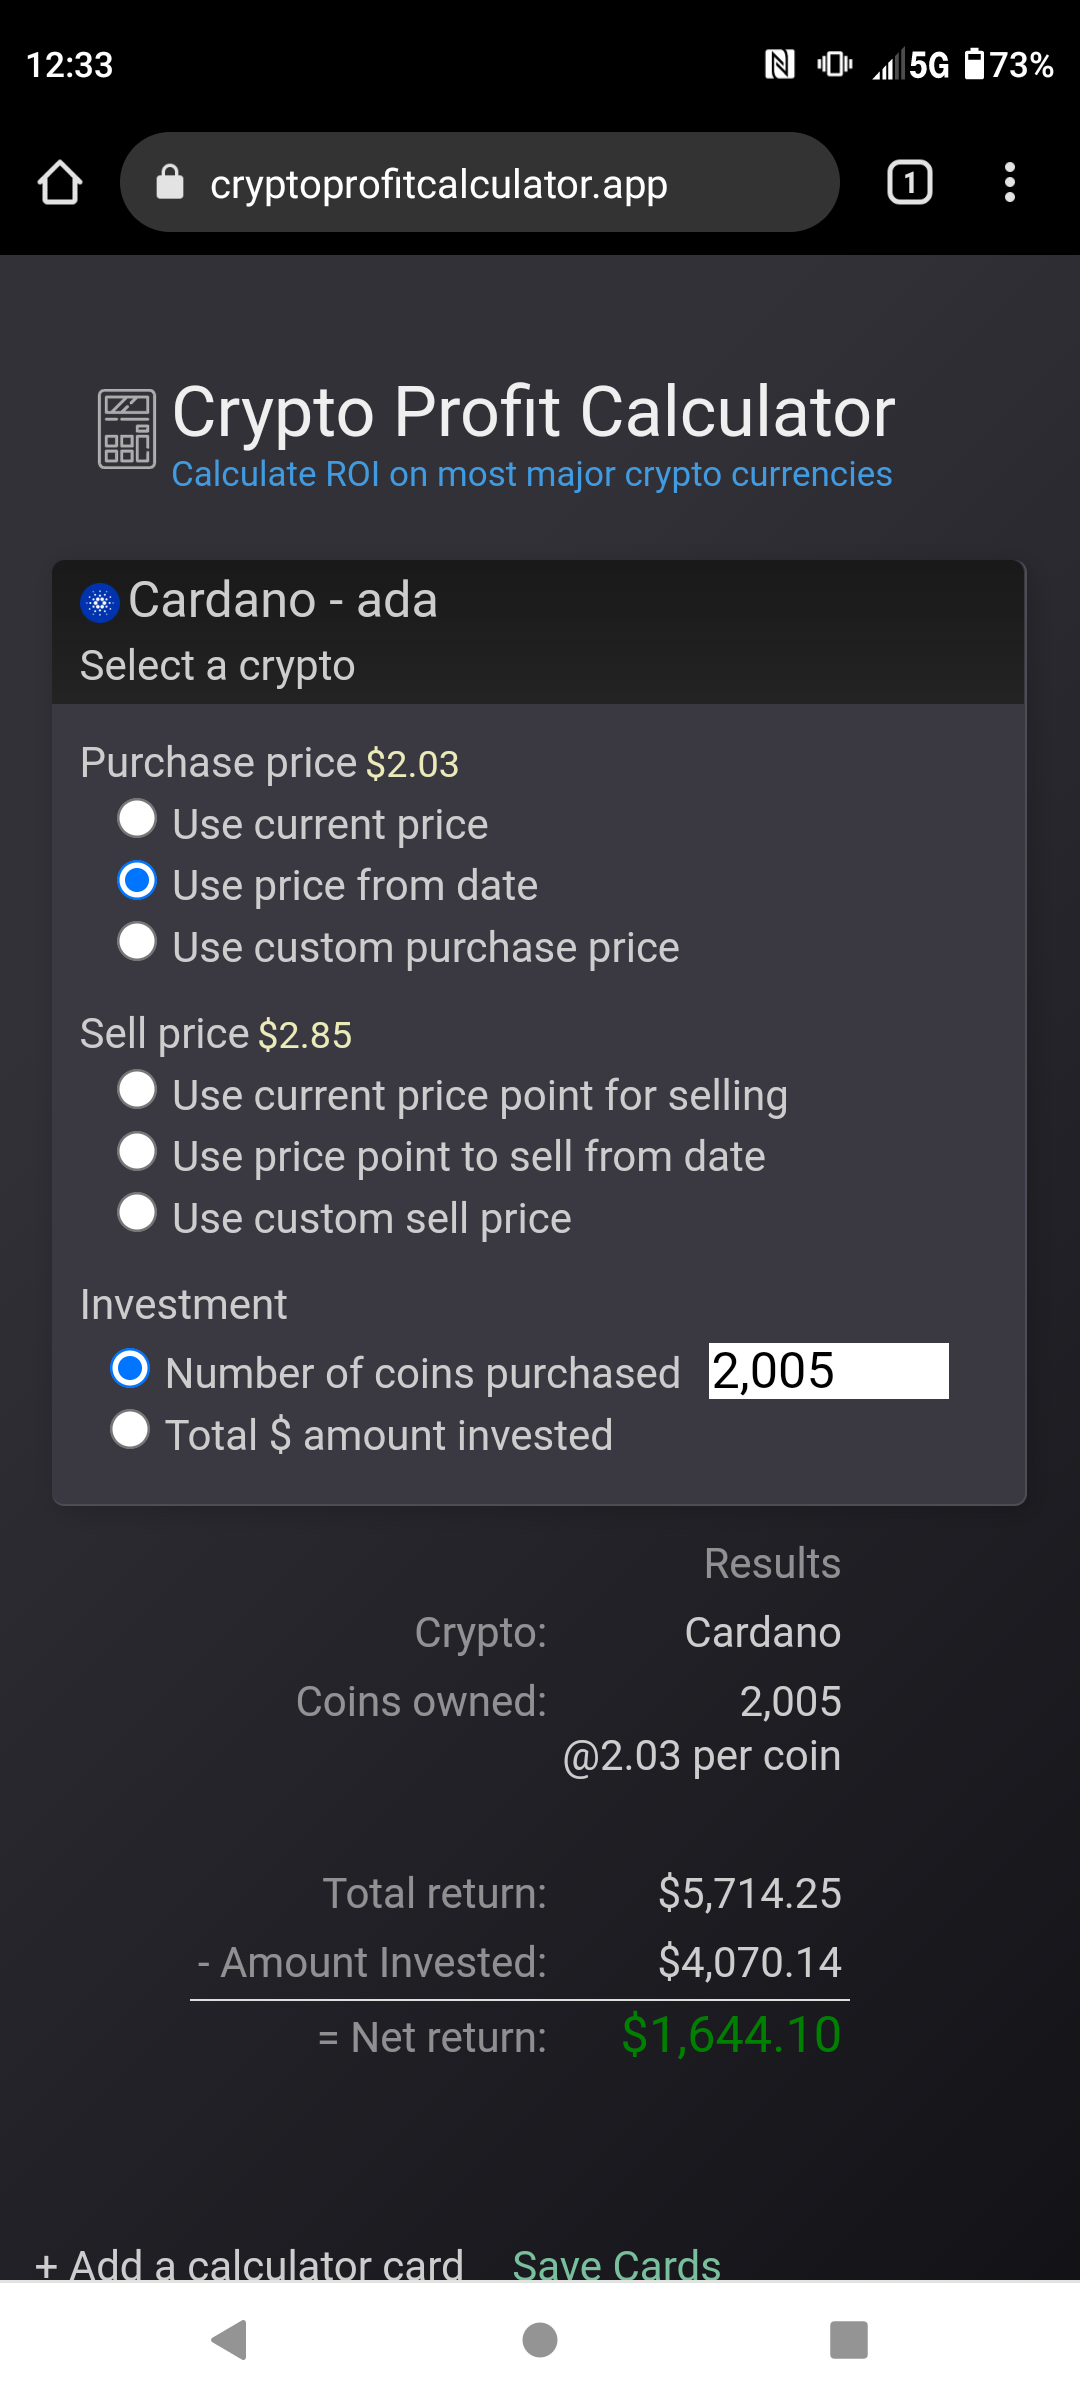 12:33
5G 73%
cryptoprofitcalculator.app
1
Crypto Profit Calculator
Calculate ROI on most major crypto currencies
Cardano - ada
Select a crypto
Purchase price $2.03
Use current price
Use price from date
Use custom purchase price
Sell price $2.85
Use current price point for selling
Use price point to sell from date
Use custom sell price
Investment
Number of coins purchased 2,005
Total $ amount invested
Results
Crypto: Cardano
Coins owned: 2,005
@2.03 per coin
Total return: $5,714.25
- Amount Invested: $4,070.14
= Net return: $1,644.10
+ Add a calculator card Save Cards